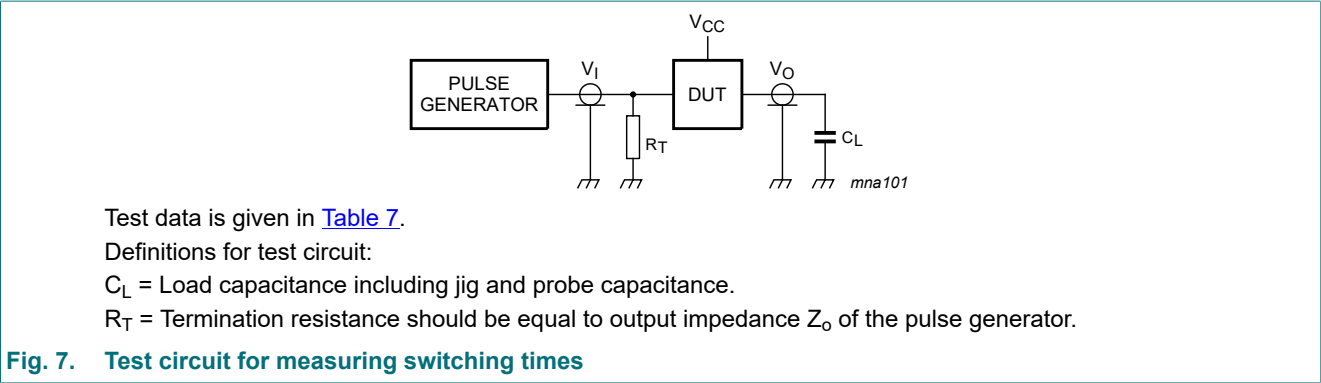 VCC
PULSE
GENERATOR
VI
DUT
VO
RT
CL
mna101
Test data is given in Table 7.
Definitions for test circuit:
CL = Load capacitance including jig and probe capacitance.
RT = Termination resistance should be equal to output impedance Zo of the pulse generator.
Fig. 7. Test circuit for measuring switching times